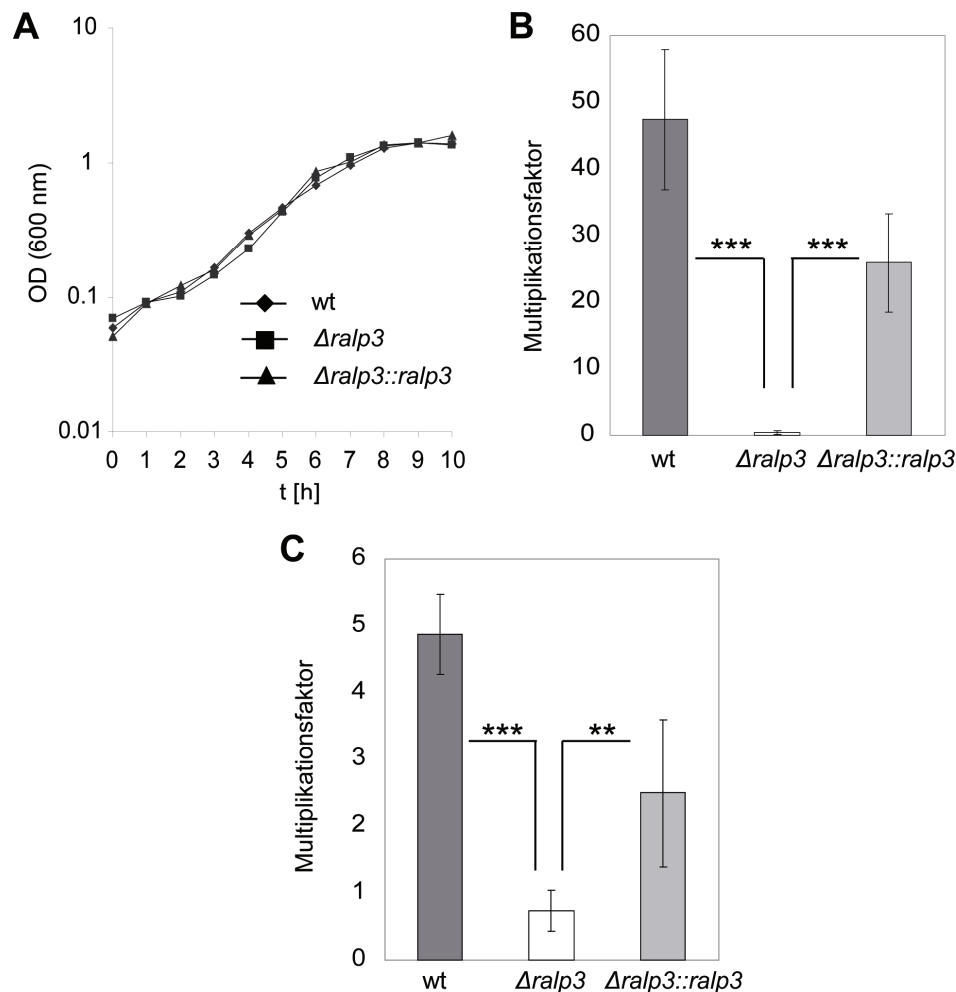 A
10
1
0.1
0.01
OD (600 nm)
wt
Δralp3
Δralp3::ralp3
0 1 2 3 4 5 6 7 8 9 10
t [h]
B
60
50
40
30
20
10
0
Multiplikationsfaktor
*** ***
wt Δralp3 Δralp3::ralp3
C
6
5
4
3
2
1
0
Multiplikationsfaktor
*** **
wt Δralp3 Δralp3::ralp3